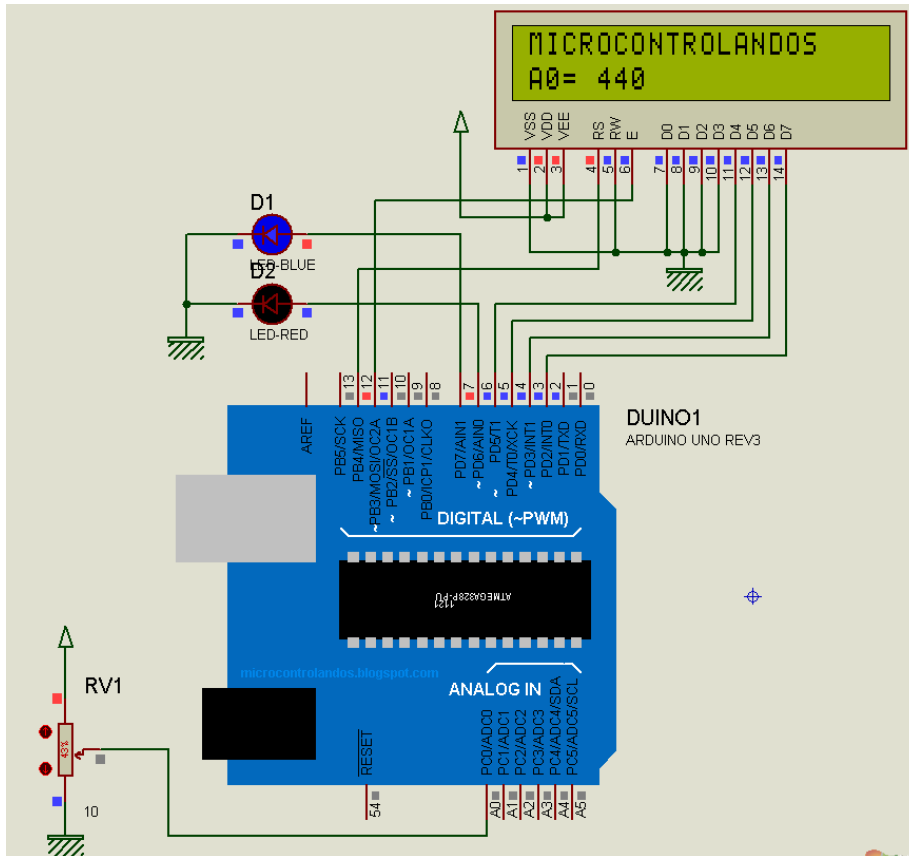 MICROCONTROLANDOS
A0= 440
VSS VDD VEE RS RW E D0 D1 D2 D3 D4 D5 D6 D7
1 2 3 4 5 6 7 8 9 10 11 12 13 14
D1
LED-BLUE
D2
LED-RED
13 12 11 10 9 8 7 6 5 4 3 2 1 0
DUINO1
ARDUINO UNO REV3
AREF
PB5/SCK
PB4/MISO
~PB3/MOSI/OC2A
~PB2/SS/OC1B
~PB1/OC1A
PB0/ICP1/CLKO
PD7/AIN1
~PD6/AIN0
~PD5/T1
PD4/T0/XCK
~PD3/INT1
PD2/INT0
PD1/TXD
PD0/RXD
DIGITAL (~PWM)
ATMEGA328P-PU
1121
microcontrolandos.blogspot.com
ANALOG IN
RESET
PC0/ADC0
PC1/ADC1
PC2/ADC2
PC3/ADC3
PC4/ADC4/SDA
PC5/ADC5/SCL
54 A0 A1 A2 A3 A4 A5
RV1
43%
10